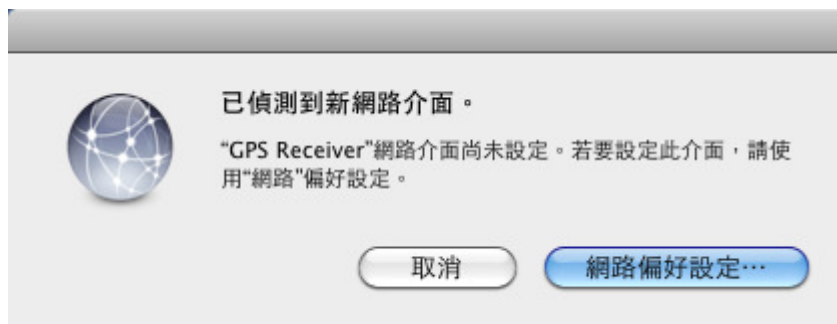 已偵測到新網路介面。
“GPS Receiver”網路介面尚未設定。若要設定此介面，請使
用“網路”偏好設定。
取消
網路偏好設定…